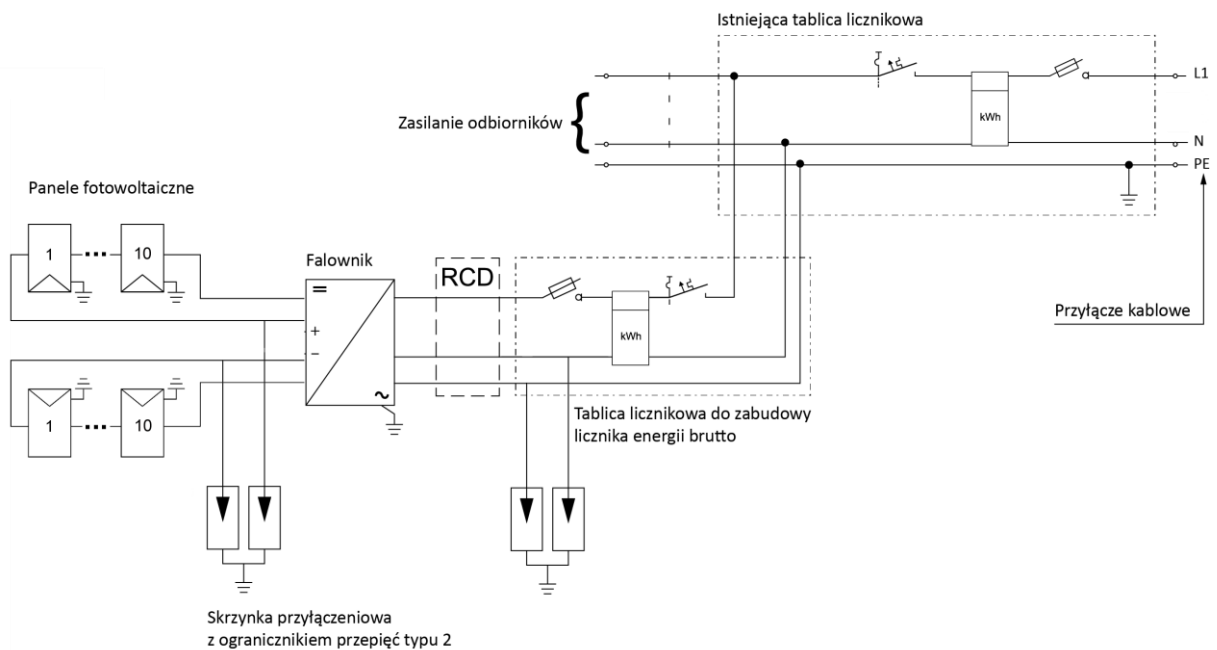 Istniejąca tablica licznikowa
L1
Zasilanie odbiorników
kWh
N
PE
Panele fotowoltaiczne
1
10
Falownik
RCD
Przyłącze kablowe
kWh
1
10
Tablica licznikowa do zabudowy
licznika energii brutto
Skrzynka przyłączeniowa
z ogranicznikiem przepięć typu 2